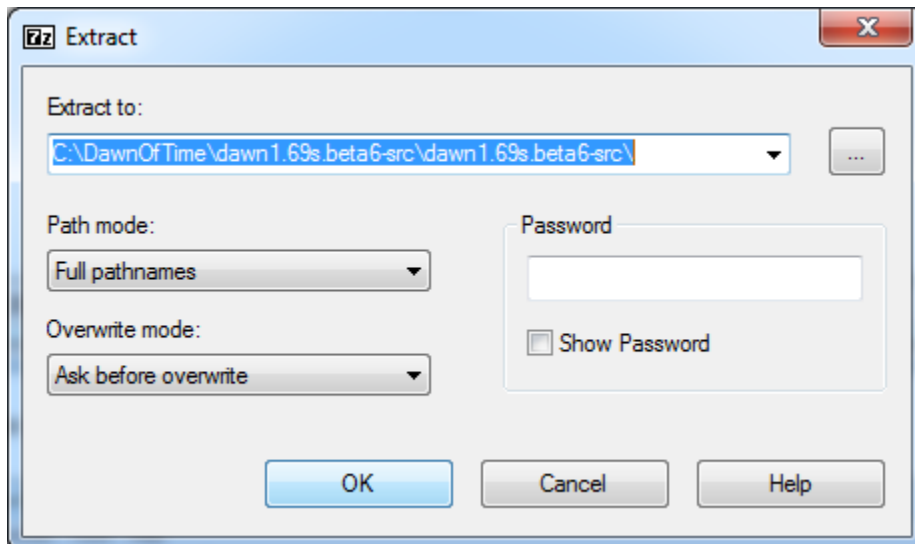 7z Extract
Extract to:
C:\DawnOfTime\dawn1.69s.beta6-src\dawn1.69s.beta6-src\
...
Path mode:
Full pathnames
Password
Overwrite mode:
Show Password
Ask before overwrite
OK Cancel Help